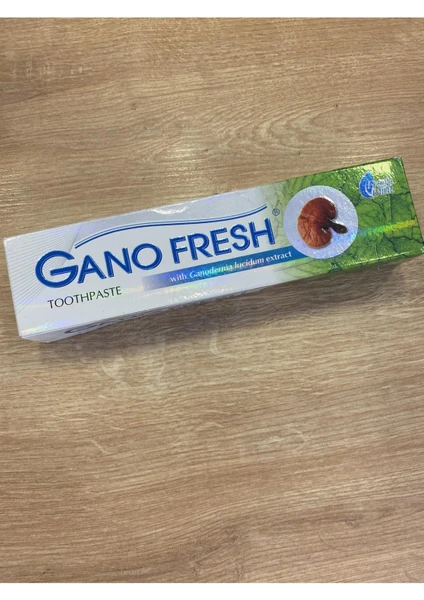 GANO FRESH®
with Ganoderma lucidum extract
TOOTHPASTE